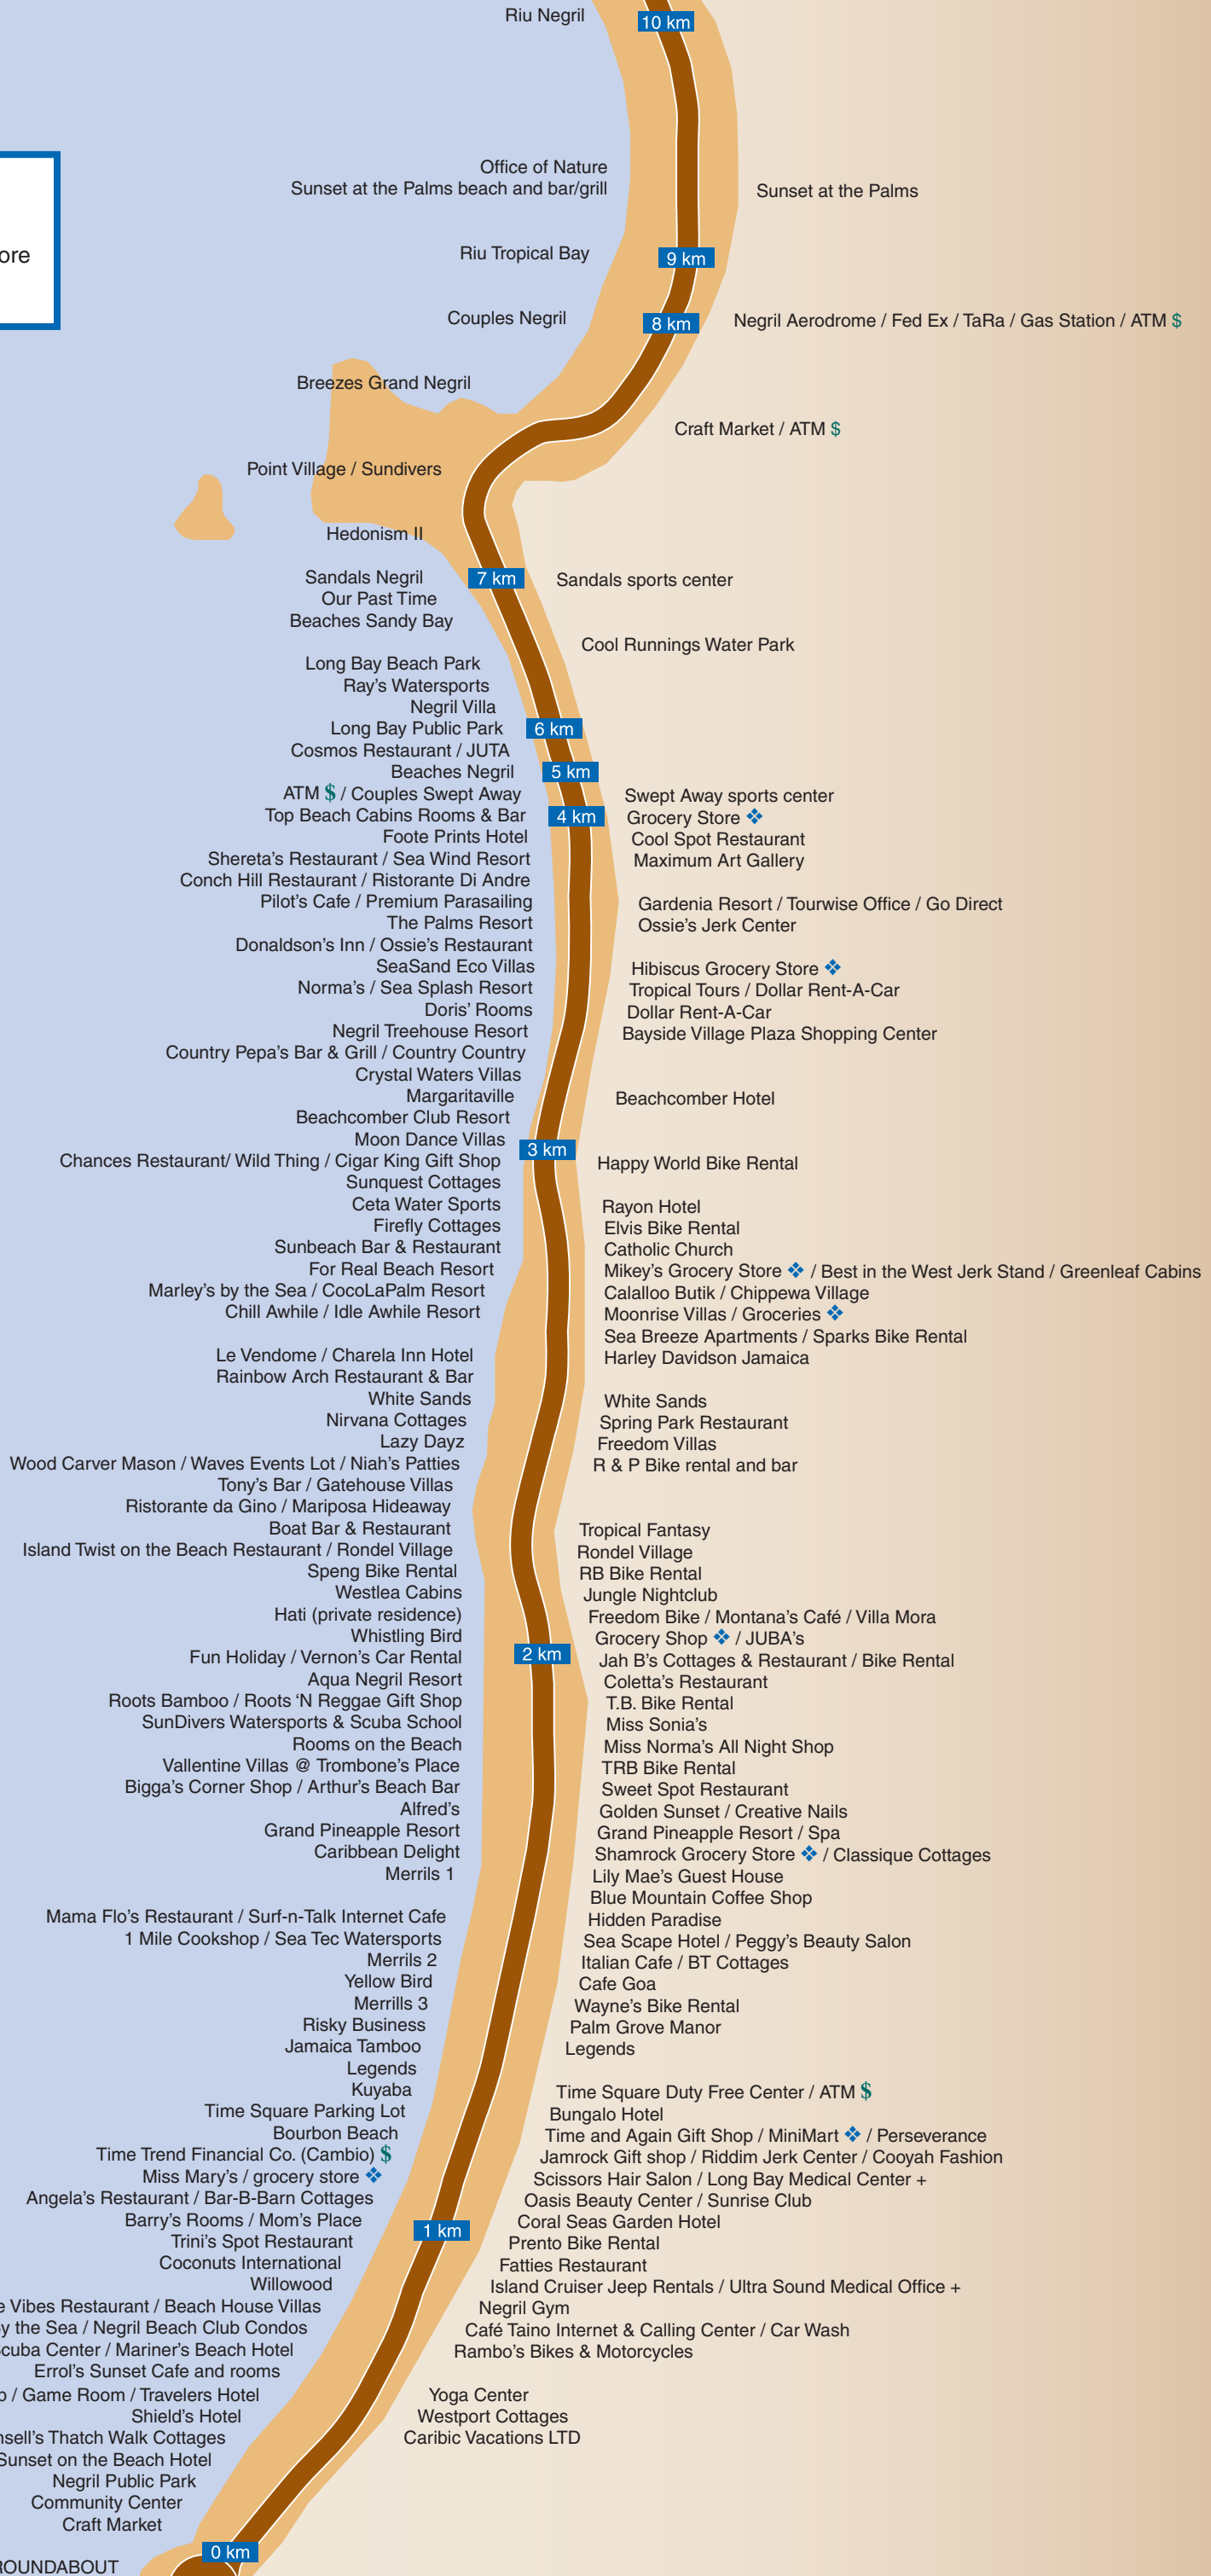 Riu Negril
10 km
Office of Nature
Sunset at the Palms beach and bar/grill
Sunset at the Palms
ore
Riu Tropical Bay
9 km
Couples Negril
8 km
Negril Aerodrome / Fed Ex / TaRa / Gas Station / ATM $
Breezes Grand Negril
Craft Market / ATM $
Point Village / Sundivers
Hedonism II
Sandals Negril
7 km
Sandals sports center
Our Past Time
Beaches Sandy Bay
Cool Runnings Water Park
Long Bay Beach Park
Ray's Watersports
Negril Villa
Long Bay Public Park
6 km
Cosmos Restaurant / JUTA
Beaches Negril
5 km
ATM $ / Couples Swept Away
Swept Away sports center
Top Beach Cabins Rooms & Bar
4 km
Grocery Store ❖
Foote Prints Hotel
Cool Spot Restaurant
Shereta's Restaurant / Sea Wind Resort
Maximum Art Gallery
Conch Hill Restaurant / Ristorante Di Andre
Pilot's Cafe / Premium Parasailing
Gardenia Resort / Tourwise Office / Go Direct
The Palms Resort
Ossie's Jerk Center
Donaldson's Inn / Ossie's Restaurant
SeaSand Eco Villas
Hibiscus Grocery Store ❖
Norma's / Sea Splash Resort
Tropical Tours / Dollar Rent-A-Car
Doris' Rooms
Dollar Rent-A-Car
Negril Treehouse Resort
Bayside Village Plaza Shopping Center
Country Pepa's Bar & Grill / Country Country
Crystal Waters Villas
Margaritaville
Beachcomber Hotel
Beachcomber Club Resort
Moon Dance Villas
3 km
Chances Restaurant/ Wild Thing / Cigar King Gift Shop
Happy World Bike Rental
Sunquest Cottages
Ceta Water Sports
Rayon Hotel
Firefly Cottages
Elvis Bike Rental
Sunbeach Bar & Restaurant
Catholic Church
For Real Beach Resort
Mikey's Grocery Store ❖ / Best in the West Jerk Stand / Greenleaf Cabins
Marley's by the Sea / CocoLaPalm Resort
Calalloo Butik / Chippewa Village
Chill Awhile / Idle Awhile Resort
Moonrise Villas / Groceries ❖
Sea Breeze Apartments / Sparks Bike Rental
Le Vendome / Charela Inn Hotel
Harley Davidson Jamaica
Rainbow Arch Restaurant & Bar
White Sands
White Sands
Nirvana Cottages
Spring Park Restaurant
Lazy Dayz
Freedom Villas
Wood Carver Mason / Waves Events Lot / Niah's Patties
R & P Bike rental and bar
Tony's Bar / Gatehouse Villas
Ristorante da Gino / Mariposa Hideaway
Boat Bar & Restaurant
Tropical Fantasy
Island Twist on the Beach Restaurant / Rondel Village
Rondel Village
Speng Bike Rental
RB Bike Rental
Westlea Cabins
Jungle Nightclub
Hati (private residence)
Freedom Bike / Montana's Café / Villa Mora
Whistling Bird
Grocery Shop ❖ / JUBA's
Fun Holiday / Vernon's Car Rental
2 km
Jah B's Cottages & Restaurant / Bike Rental
Aqua Negril Resort
Coletta's Restaurant
Roots Bamboo / Roots 'N Reggae Gift Shop
T.B. Bike Rental
SunDivers Watersports & Scuba School
Miss Sonia's
Rooms on the Beach
Miss Norma's All Night Shop
Vallentine Villas @ Trombone's Place
TRB Bike Rental
Bigga's Corner Shop / Arthur's Beach Bar
Sweet Spot Restaurant
Alfred's
Golden Sunset / Creative Nails
Grand Pineapple Resort
Grand Pineapple Resort / Spa
Caribbean Delight
Shamrock Grocery Store ❖ / Classique Cottages
Merrils 1
Lily Mae's Guest House
Blue Mountain Coffee Shop
Mama Flo's Restaurant / Surf-n-Talk Internet Cafe
Hidden Paradise
1 Mile Cookshop / Sea Tec Watersports
Sea Scape Hotel / Peggy's Beauty Salon
Merrils 2
Italian Cafe / BT Cottages
Yellow Bird
Cafe Goa
Merrills 3
Wayne's Bike Rental
Risky Business
Palm Grove Manor
Jamaica Tamboo
Legends
Legends
Kuyaba
Time Square Duty Free Center / ATM $
Time Square Parking Lot
Bungalo Hotel
Bourbon Beach
Time and Again Gift Shop / MiniMart ❖ / Perseverance
Time Trend Financial Co. (Cambio) $
Jamrock Gift shop / Riddim Jerk Center / Cooyah Fashion
Miss Mary's / grocery store ❖
Scissors Hair Salon / Long Bay Medical Center +
Angela's Restaurant / Bar-B-Barn Cottages
Oasis Beauty Center / Sunrise Club
Barry's Rooms / Mom's Place
1 km
Coral Seas Garden Hotel
Trini's Spot Restaurant
Prento Bike Rental
Coconuts International
Fatties Restaurant
Willowood
Island Cruiser Jeep Rentals / Ultra Sound Medical Office +
e Vibes Restaurant / Beach House Villas
Negril Gym
y the Sea / Negril Beach Club Condos
Café Taino Internet & Calling Center / Car Wash
cuba Center / Mariner's Beach Hotel
Rambo's Bikes & Motorcycles
Errol's Sunset Cafe and rooms
/ Game Room / Travelers Hotel
Yoga Center
Shield's Hotel
Westport Cottages
nsell's Thatch Walk Cottages
Caribic Vacations LTD
Sunset on the Beach Hotel
Negril Public Park
Community Center
Craft Market
0 km
ROUNDABOUT